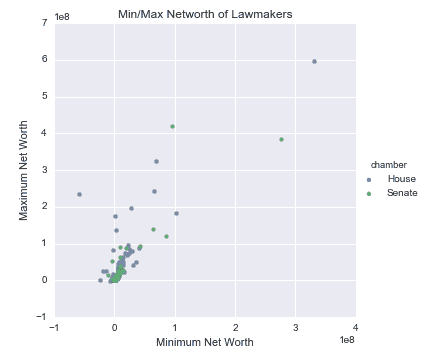 Min/Max Networth of Lawmakers
1e8
7
6
5
4
3
2
1
0
−1
Maximum Net Worth
−1 0 1 2 3 4
1e8
Minimum Net Worth
chamber
House
Senate